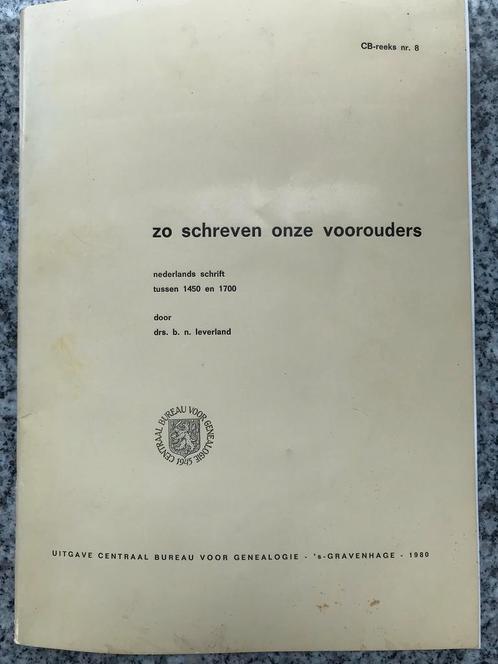 CB-reeks nr. 8
zo schreven onze voorouders
nederlands schrift
tussen 1450 en 1700
door
drs. b. n. leverland
CENTRAAL BUREAU VOOR GENEALOGIE
1945
UITGAVE CENTRAAL BUREAU VOOR GENEALOGIE - 's-GRAVENHAGE - 1980